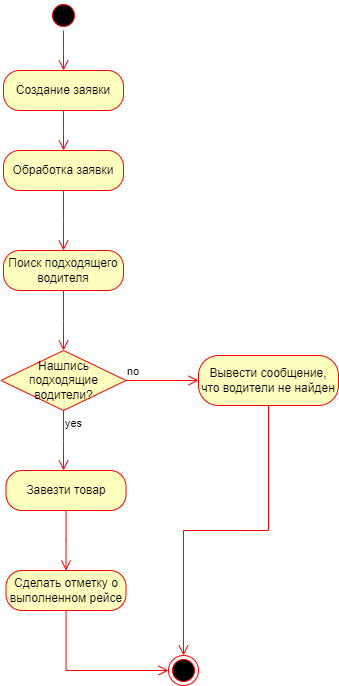 Создание заявки
Обработка заявки
Поиск подходящего
водителя
Нашлись
подходящие
водители?
no
Вывести сообщение,
что водители не найден
yes
Завезти товар
Сделать отметку о
выполненном рейсе